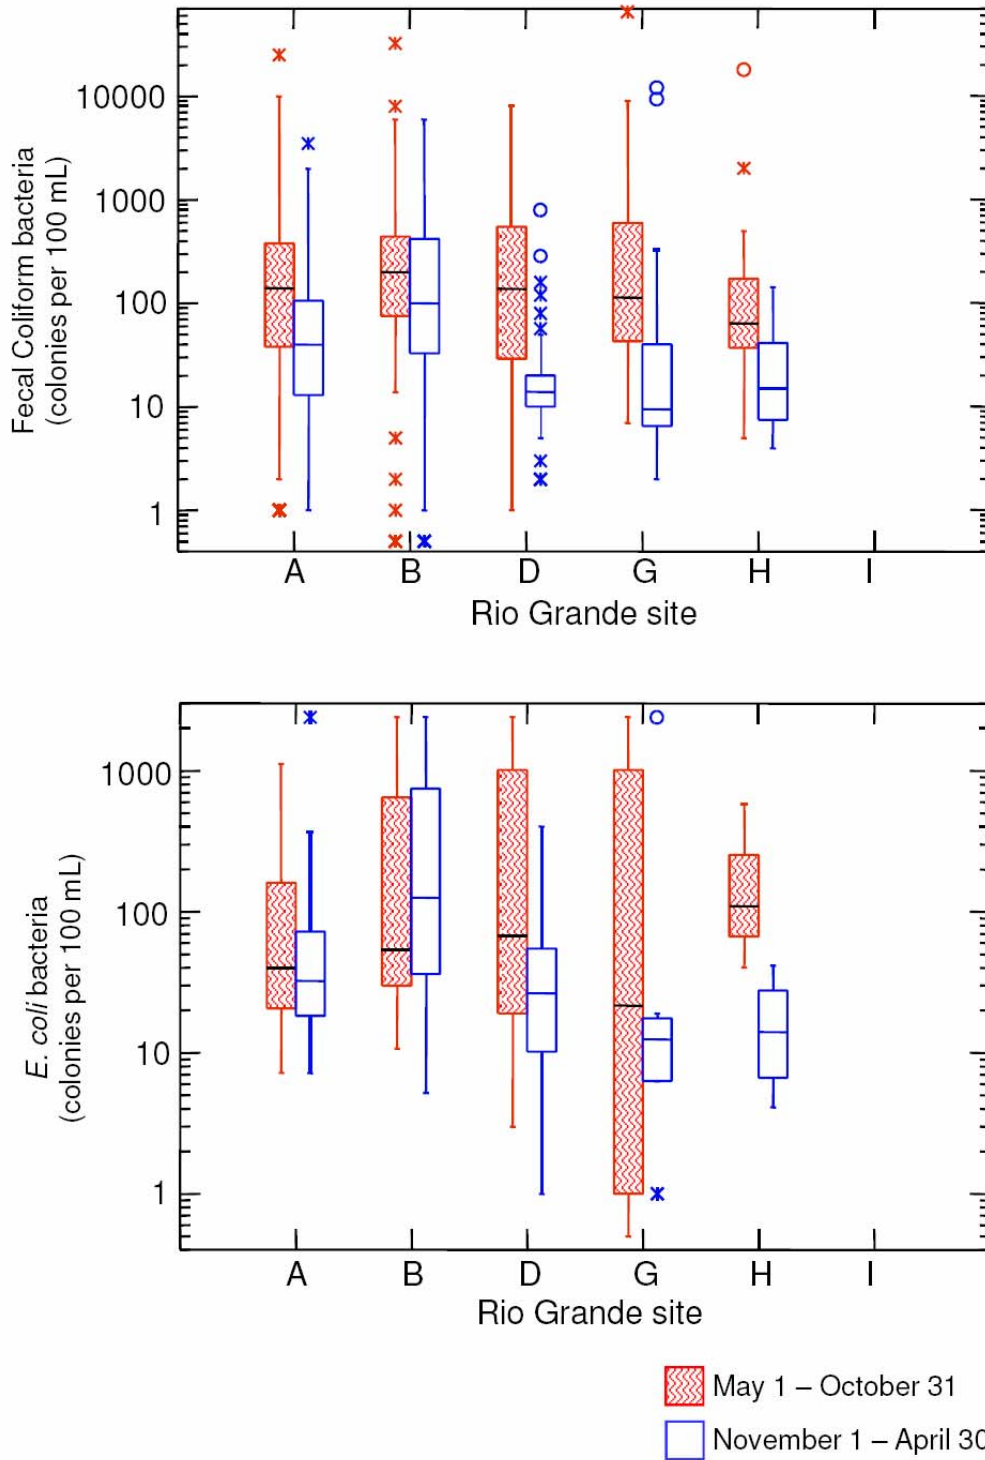 Fecal Coliform bacteria
(colonies per 100 mL)
10000
1000
100
10
1
A B D G H I
Rio Grande site
E. coli bacteria
(colonies per 100 mL)
1000
100
10
1
A B D G H I
Rio Grande site
May 1 – October 31
November 1 – April 30